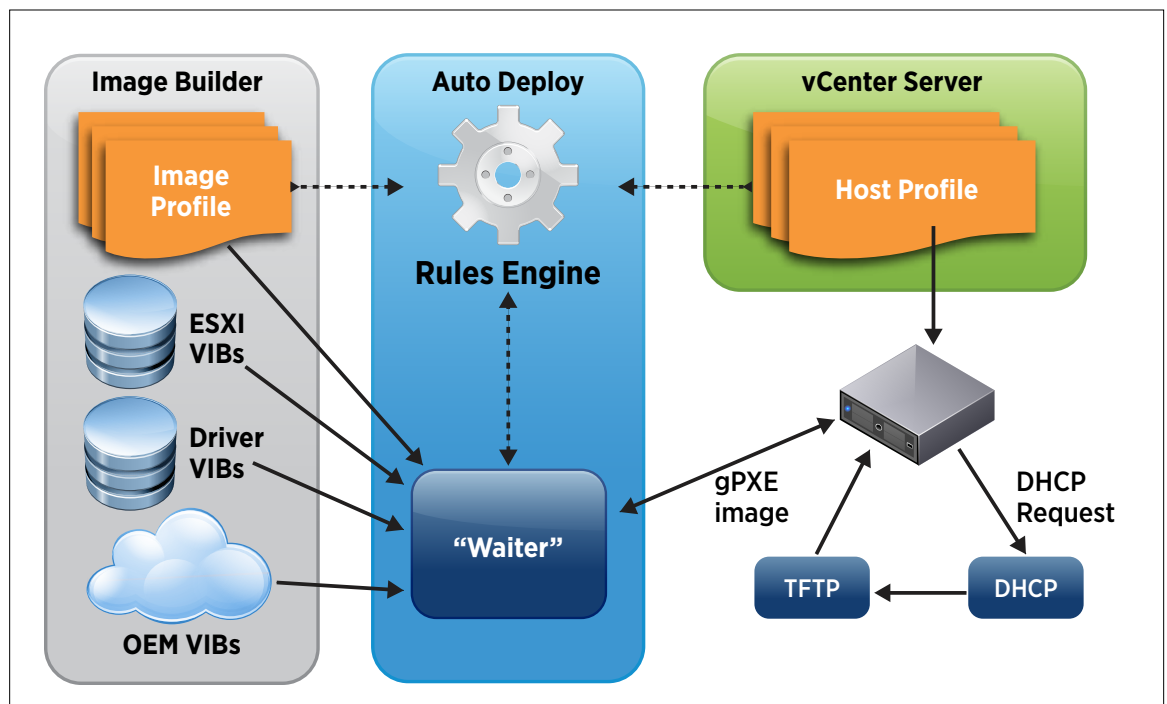 Image Builder
Image
Profile
ESXI
VIBs
Driver
VIBs
OEM VIBs
Auto Deploy
Rules Engine
“Waiter”
vCenter Server
Host Profile
gPXE
image
DHCP
Request
TFTP
DHCP